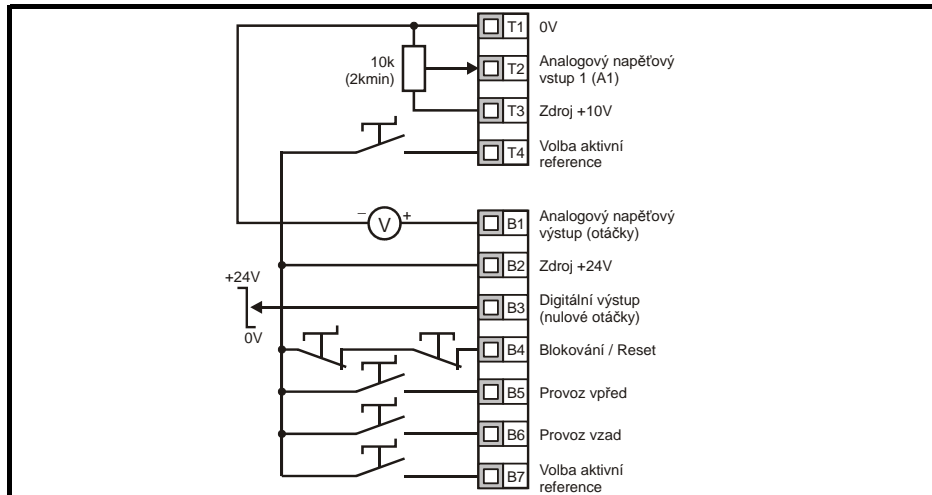 T1 0V
10k
(2kmin)
T2 Analogový napěťový
vstup 1 (A1)
T3 Zdroj +10V
T4 Volba aktivní
reference
– V +
B1 Analogový napěťový
výstup (otáčky)
B2 Zdroj +24V
+24V
0V
B3 Digitální výstup
(nulové otáčky)
B4 Blokování / Reset
B5 Provoz vpřed
B6 Provoz vzad
B7 Volba aktivní
reference